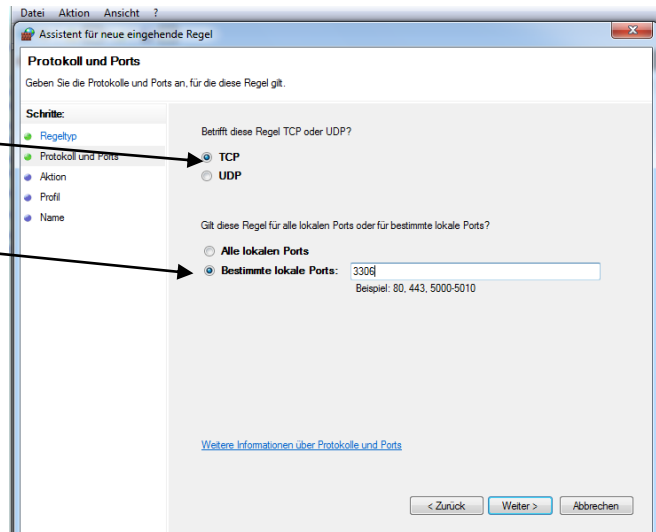 Datei Aktion Ansicht ?
Assistent für neue eingehende Regel
Protokoll und Ports
Geben Sie die Protokolle und Ports an, für die diese Regel gilt.
Schritte:
Regeltyp
Protokoll und Ports
Aktion
Profil
Name
Betrifft diese Regel TCP oder UDP?
TCP
UDP
Gilt diese Regel für alle lokalen Ports oder für bestimmte lokale Ports?
Alle lokalen Ports
Bestimmte lokale Ports: 3306
Beispiel: 80, 443, 5000-5010
Weitere Informationen über Protokolle und Ports
< Zurück Weiter > Abbrechen